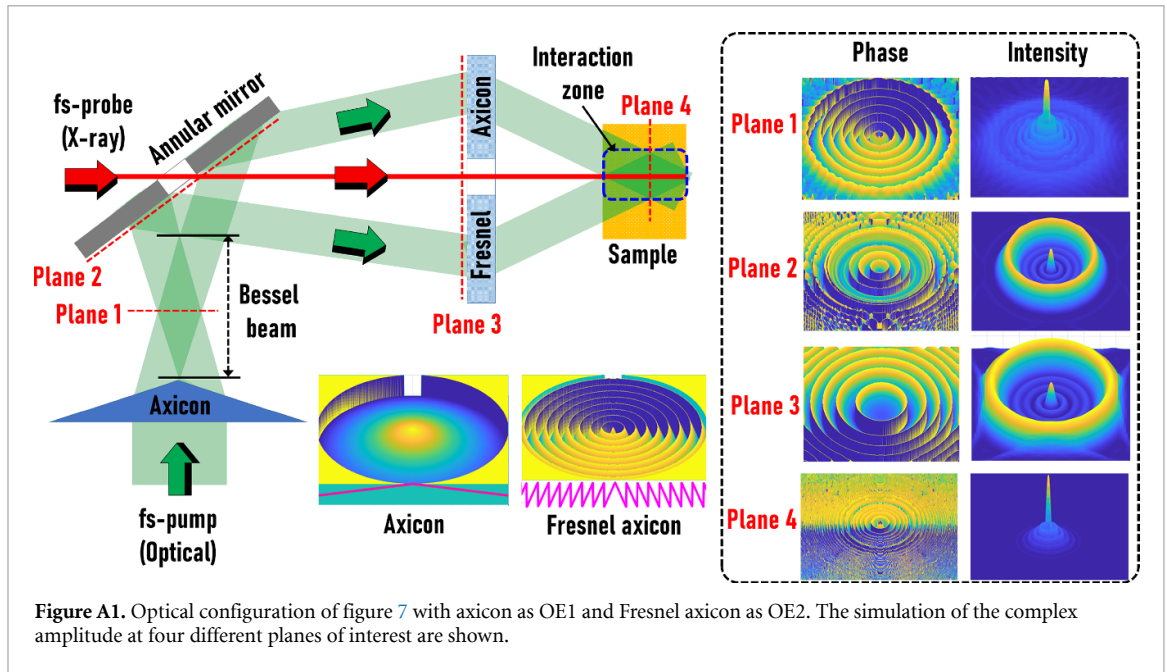 fs-probe
(X-ray)
Annular mirror
Plane 2
Plane 1
Bessel
beam
Axicon
fs-pump
(Optical)
Axicon
Fresnel
Plane 3
Interaction
zone
Plane 4
Sample
Axicon
Fresnel axicon
Phase
Intensity
Plane 1
Plane 2
Plane 3
Plane 4
Figure A1. Optical configuration of figure 7 with axicon as OE1 and Fresnel axicon as OE2. The simulation of the complex
amplitude at four different planes of interest are shown.